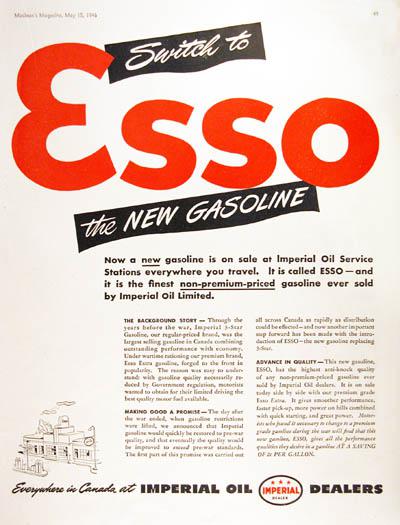 Maclean's Magazine, May 15, 1946
49
Switch to
Esso
the NEW GASOLINE
Now a new gasoline is on sale at Imperial Oil Service
Stations everywhere you travel. It is called ESSO — and
it is the finest non-premium-priced gasoline ever sold
by Imperial Oil Limited.
THE BACKGROUND STORY — Through the
years before the war, Imperial 3-Star
Gasoline, our regular-priced brand, was the
largest selling gasoline in Canada combining
outstanding performance with economy.
Under wartime rationing our premium brand,
Esso Extra gasoline, forged to the front in
popularity. The reason was easy to under-
stand: with gasoline quality necessarily re-
duced by Government regulation, motorists
wanted to obtain for their limited driving the
best quality motor fuel available.
MAKING GOOD A PROMISE — The day after
the war ended, when gasoline restrictions
were lifted, we announced that Imperial
gasoline would quickly be restored to pre-war
quality, and that eventually the quality would
be improved to exceed pre-war standards.
The first part of this promise was carried out
all across Canada as rapidly as distribution
could be effected — and now another important
step forward has been made with the intro-
duction of ESSO — the new gasoline replacing
3-Star.
ADVANCE IN QUALITY — This new gasoline,
ESSO, has the highest anti-knock quality
of any non-premium-priced gasoline ever
sold by Imperial Oil dealers. It is on sale
today side by side with our premium grade
Esso Extra. It gives smoother performance,
faster pick-up, more power on hills combined
with quick starting, and great power. Motor-
ists who found it necessary to change to a premium
grade gasoline during the war will find that this
new gasoline, ESSO, gives all the performance
qualities they desire in a gasoline AT A SAVING
OF 2¢ PER GALLON.
Everywhere in Canada, at IMPERIAL OIL IMPERIAL DEALER DEALERS